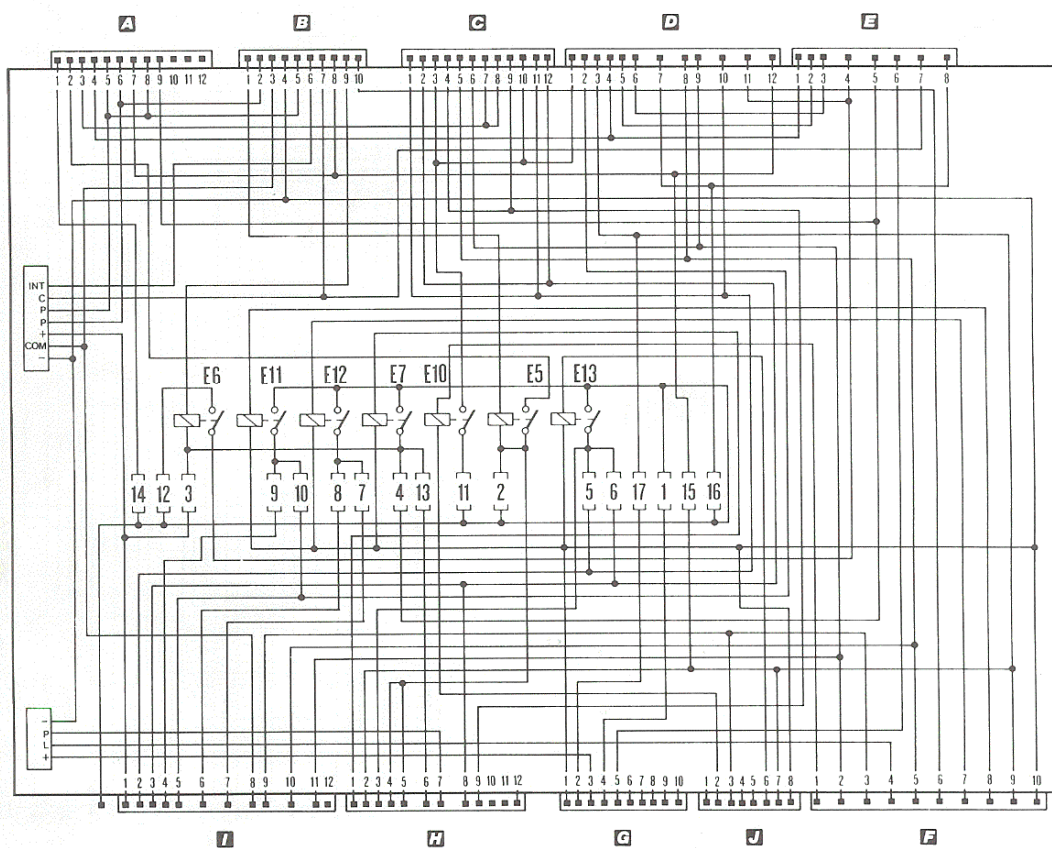 A B C D E
1 2 3 4 5 6 7 8 9 10 11 12 1 2 3 4 5 6 7 8 9 10 1 2 3 4 5 6 7 8 9 10 11 12 1 2 3 4 5 6 7 8 9 10 11 12 1 2 3 4 5 6 7 8
INT
C
P
P
+
COM
−
E6 E11 E12 E7 E10 E5 E13
14 12 3 9 10 8 7 4 13 11 2 5 6 17 1 15 16
−
P
L
+
1 2 3 4 5 6 7 8 9 10 11 12 1 2 3 4 5 6 7 8 9 10 11 12 1 2 3 4 5 6 7 8 9 10 1 2 3 4 5 6 7 8 1 2 3 4 5 6 7 8 9 10
I H G J F